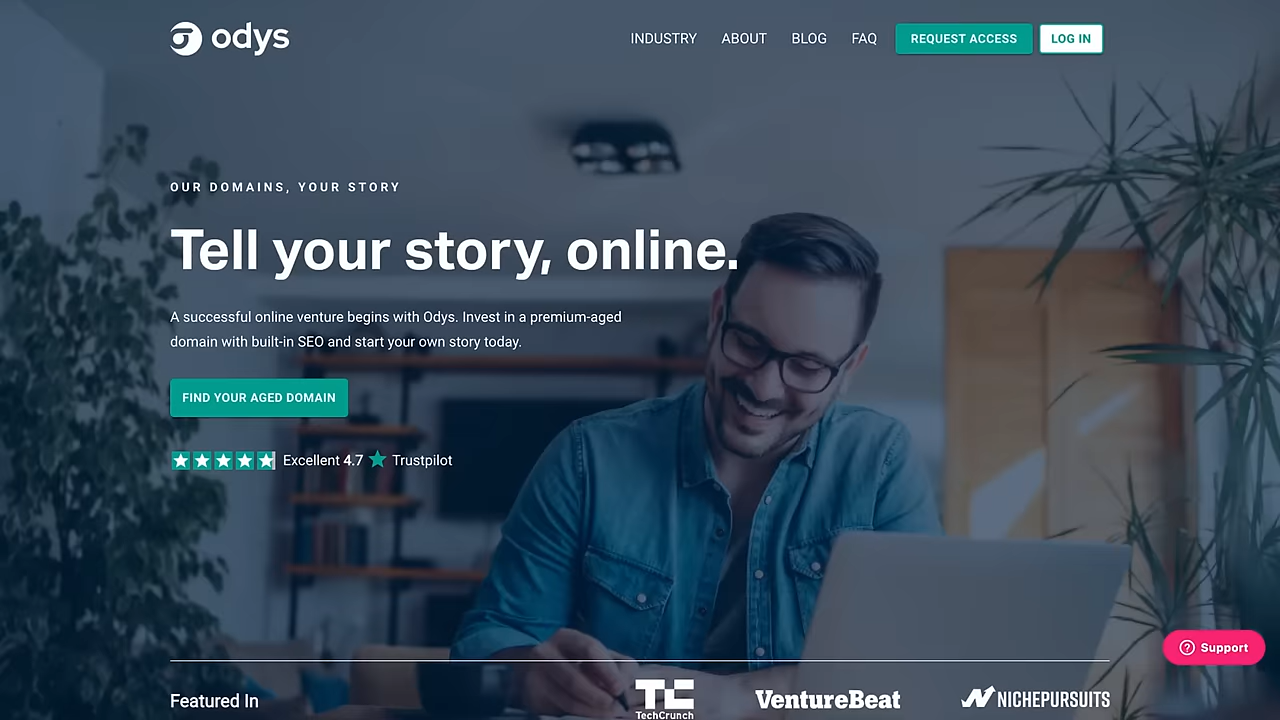 odys
INDUSTRY
ABOUT
BLOG
FAQ
REQUEST ACCESS
LOG IN
OUR DOMAINS, YOUR STORY
Tell your story, online.
A successful online venture begins with Odys. Invest in a premium-aged
domain with built-in SEO and start your own story today.
FIND YOUR AGED DOMAIN
Excellent 4.7 Trustpilot
Support
Featured In
TC
TechCrunch
VentureBeat
NICHEPURSUITS